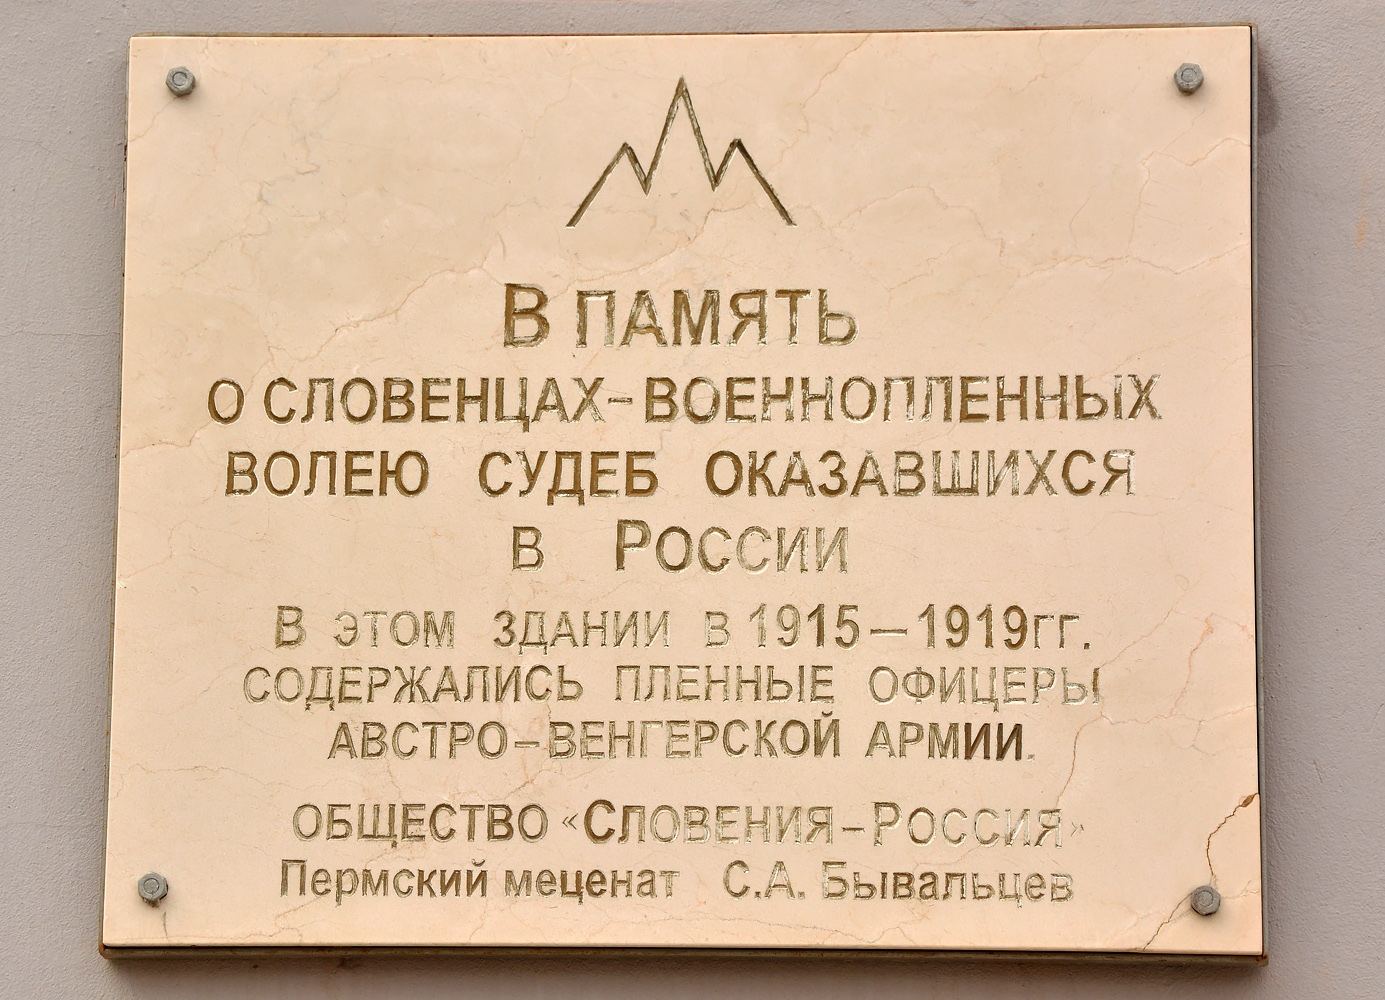 В ПАМЯТЬ
О СЛОВЕНЦАХ–ВОЕННОПЛЕННЫХ
ВОЛЕЮ СУДЕБ ОКАЗАВШИХСЯ
В РОССИИ
В ЭТОМ ЗДАНИИ В 1915–1919ГГ.
СОДЕРЖАЛИСЬ ПЛЕННЫЕ ОФИЦЕРЫ
АВСТРО–ВЕНГЕРСКОЙ АРМИИ.
ОБЩЕСТВО «СЛОВЕНИЯ–РОССИЯ»
Пермский меценат С.А. Бывальцев